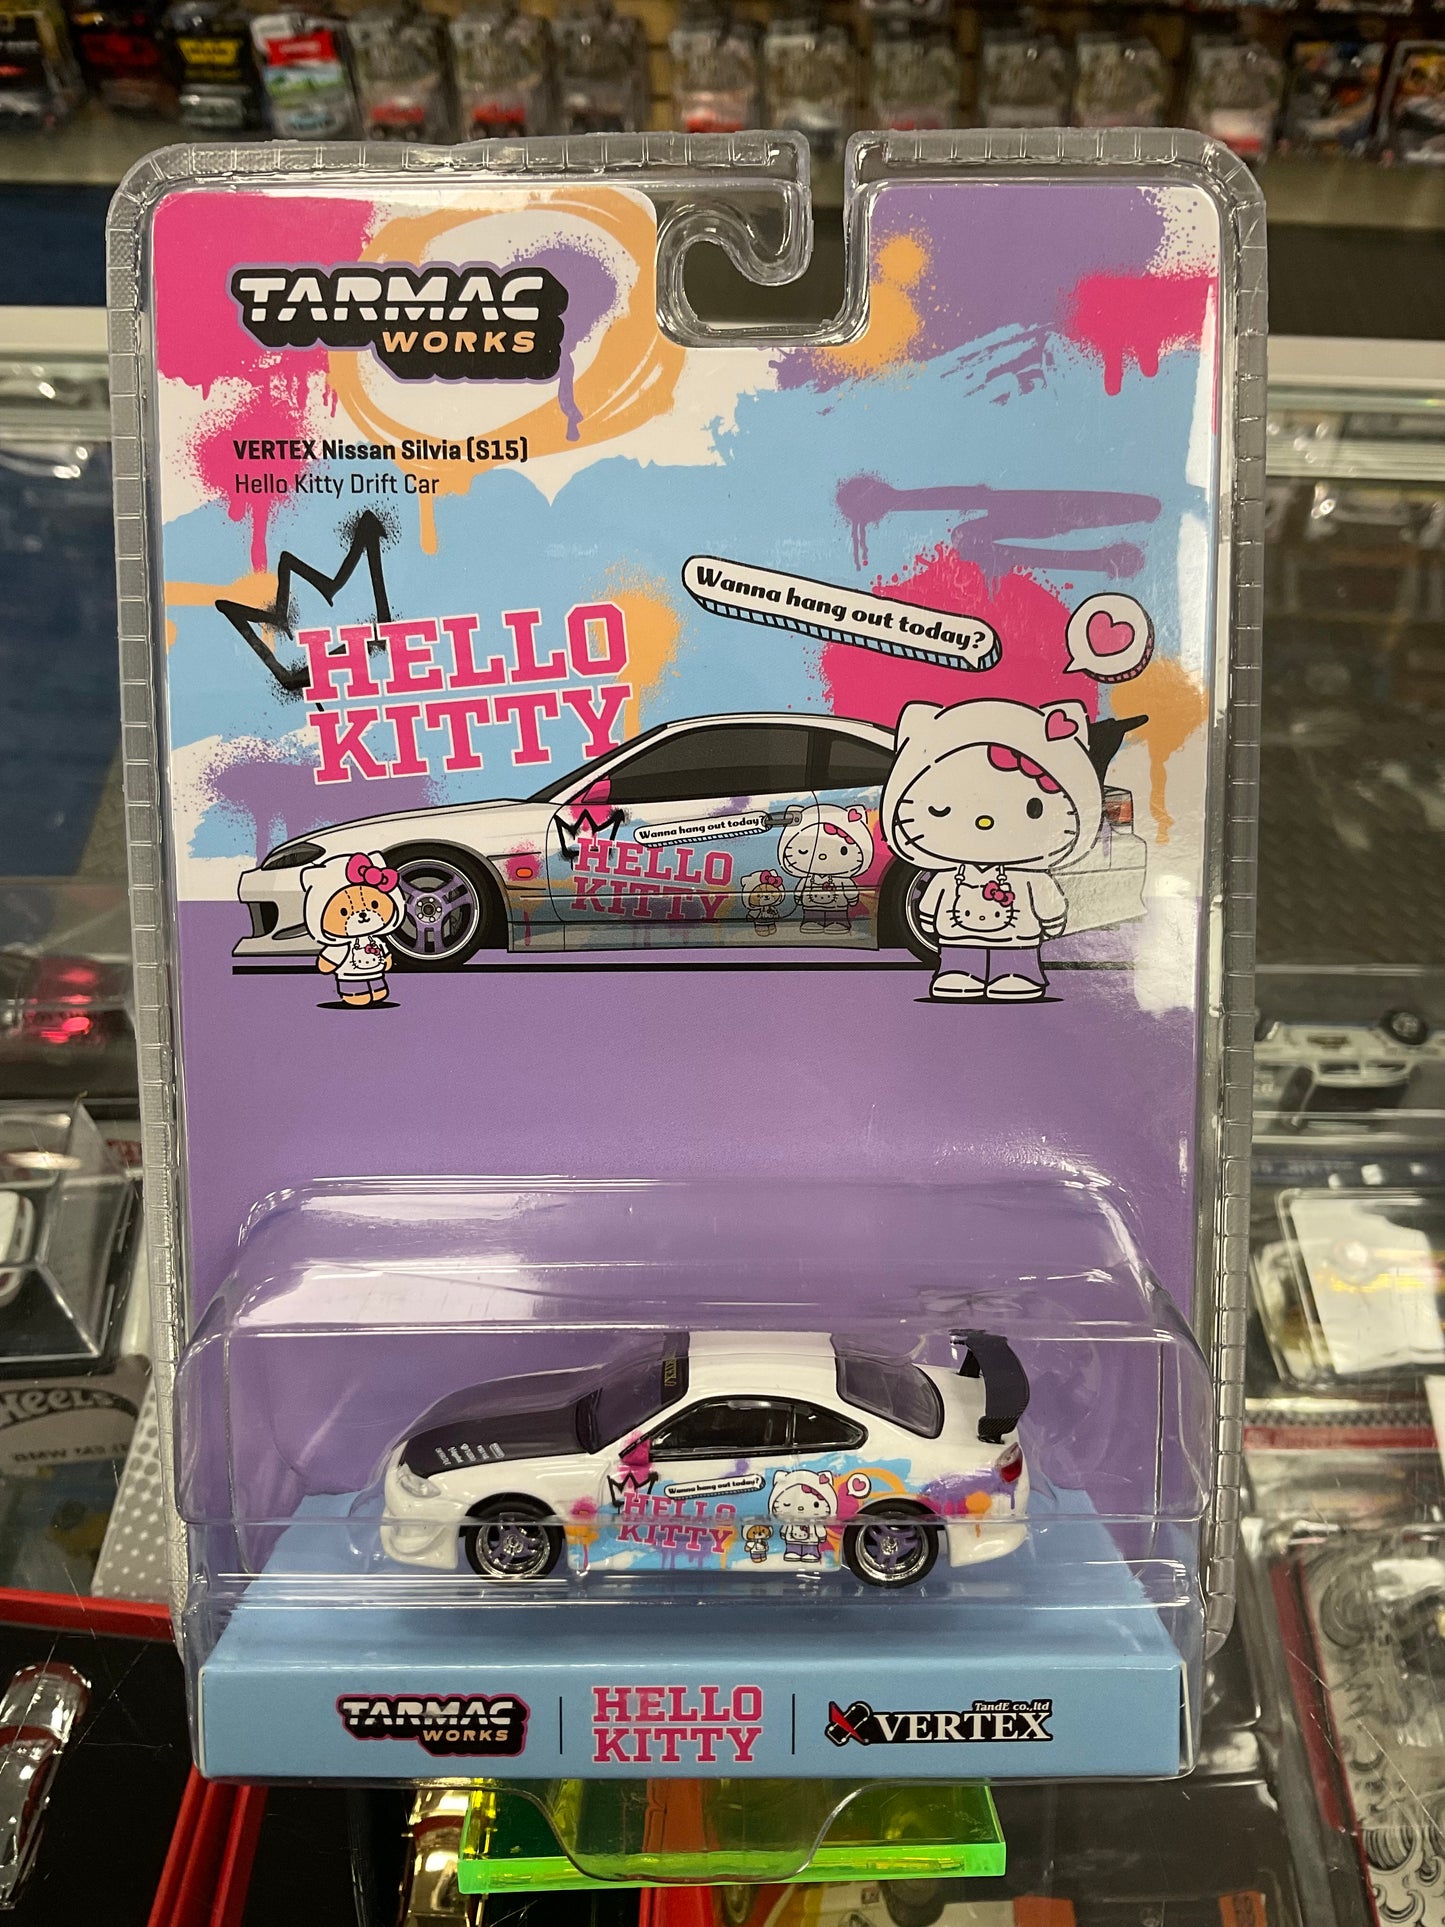 TARMAC
WORKS
VERTEX Nissan Silvia (S15)
Hello Kitty Drift Car
Wanna hang out today?
HELLO
KITTY
Wanna hang out today?
HELLO
KITTY
Wanna hang out today?
HELLO
KITTY
TARMAC
WORKS
HELLO
KITTY
TandE co.,ltd
VERTEX